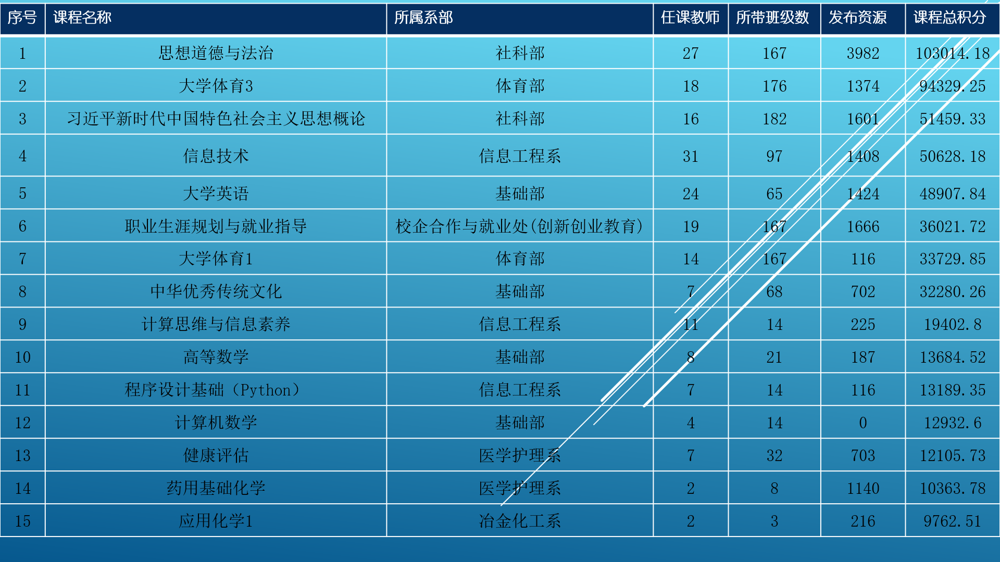 序号 课程名称 所属系部 任课教师 所带班级数 发布资源 课程总积分
1 思想道德与法治 社科部 27 167 3982 103014.18
2 大学体育3 体育部 18 176 1374 94329.25
3 习近平新时代中国特色社会主义思想概论 社科部 16 182 1601 51459.33
4 信息技术 信息工程系 31 97 1408 50628.18
5 大学英语 基础部 24 65 1424 48907.84
6 职业生涯规划与就业指导 校企合作与就业处(创新创业教育) 19 167 1666 36021.72
7 大学体育1 体育部 14 167 116 33729.85
8 中华优秀传统文化 基础部 7 68 702 32280.26
9 计算思维与信息素养 信息工程系 11 14 225 19402.8
10 高等数学 基础部 8 21 187 13684.52
11 程序设计基础（Python） 信息工程系 7 14 116 13189.35
12 计算机数学 基础部 4 14 0 12932.6
13 健康评估 医学护理系 7 32 703 12105.73
14 药用基础化学 医学护理系 2 8 1140 10363.78
15 应用化学1 冶金化工系 2 3 216 9762.51